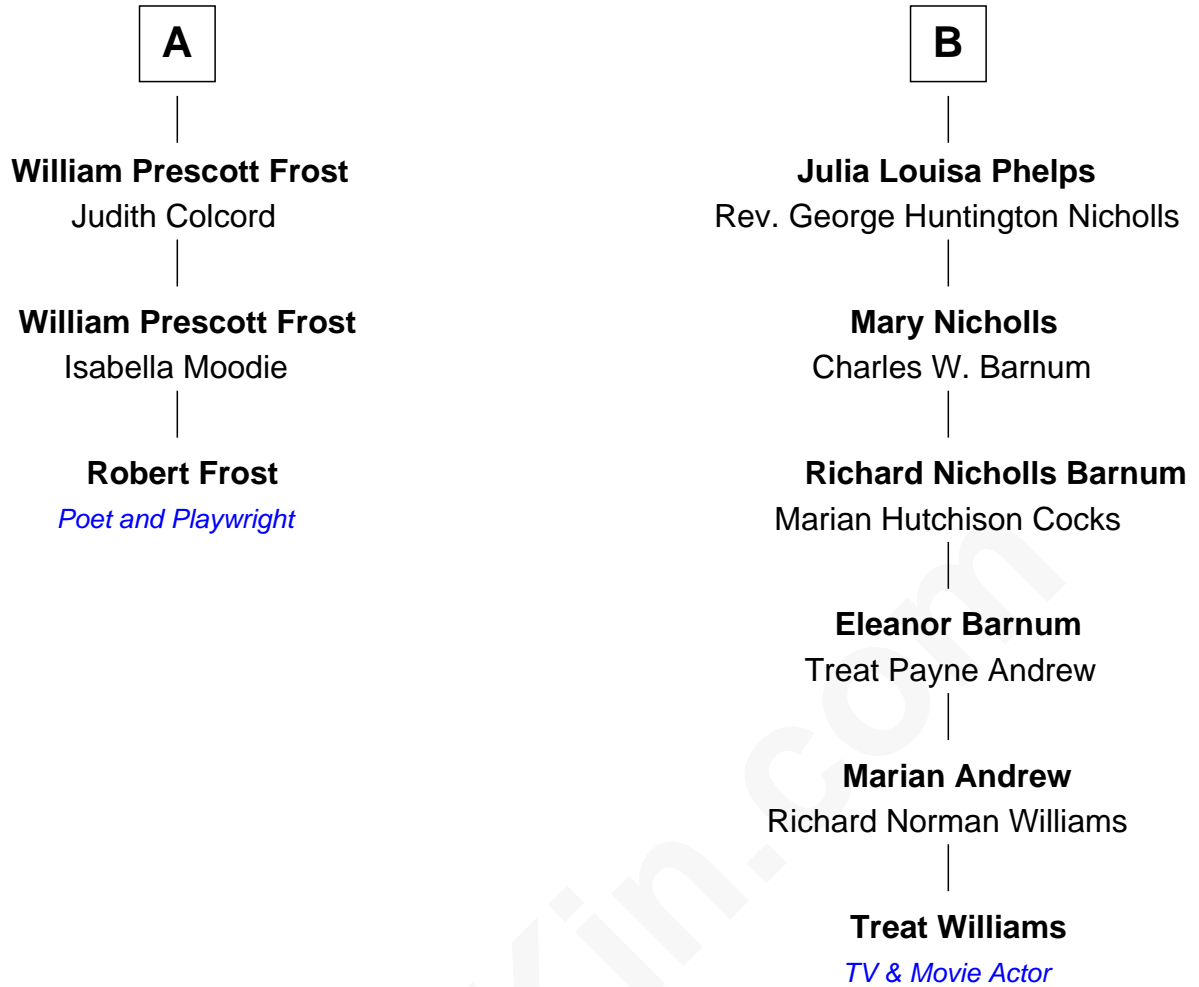 A
William Prescott Frost
Judith Colcord
William Prescott Frost
Isabella Moodie
Robert Frost
Poet and Playwright
B
Julia Louisa Phelps
Rev. George Huntington Nicholls
Mary Nicholls
Charles W. Barnum
Richard Nicholls Barnum
Marian Hutchison Cocks
Eleanor Barnum
Treat Payne Andrew
Marian Andrew
Richard Norman Williams
Treat Williams
TV & Movie Actor
Kin.com